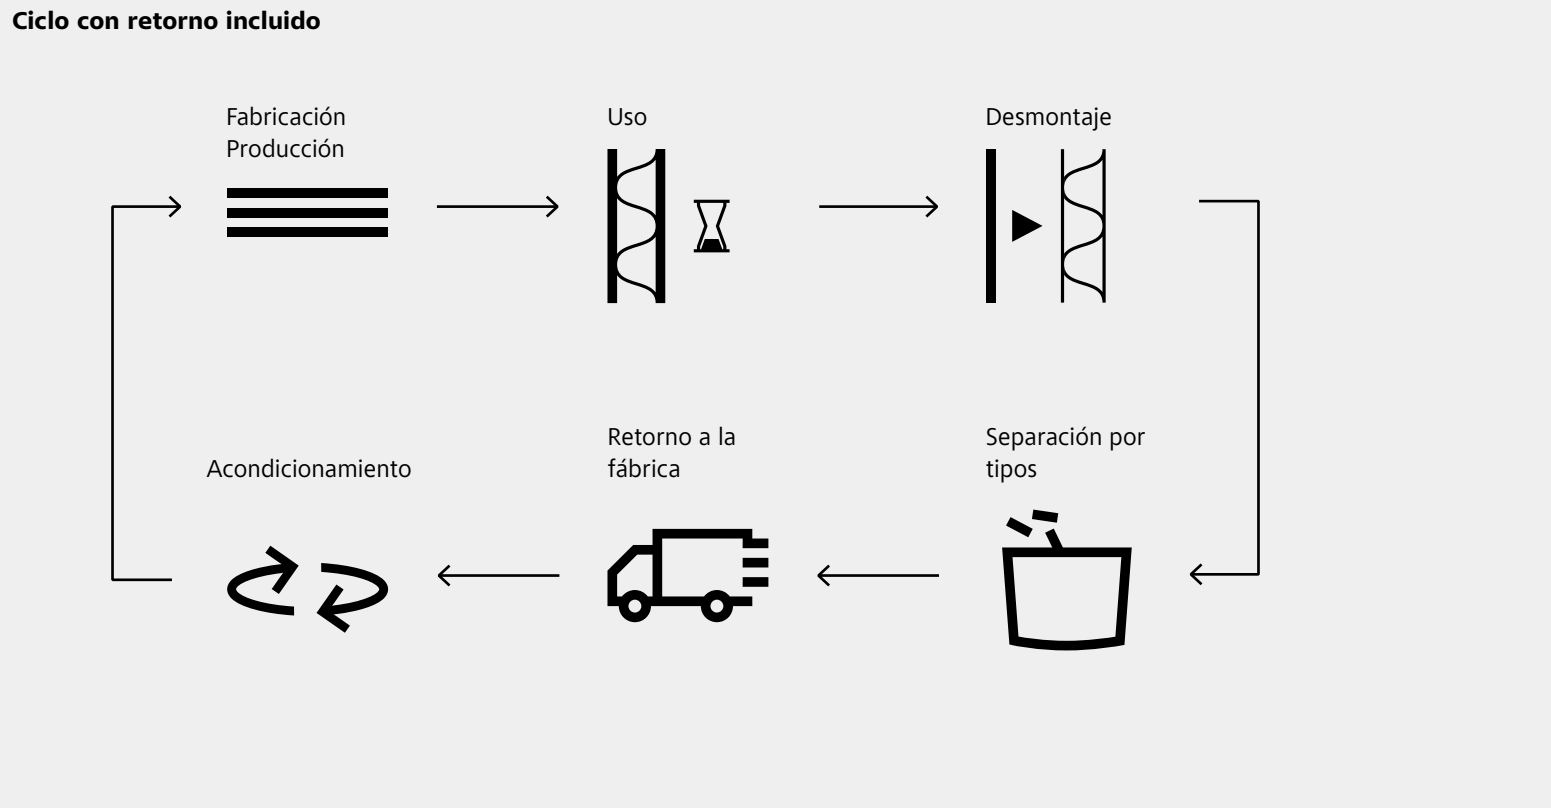 Ciclo con retorno incluido
Fabricación
Producción
Uso
Desmontaje
Acondicionamiento
Retorno a la
fábrica
Separación por
tipos